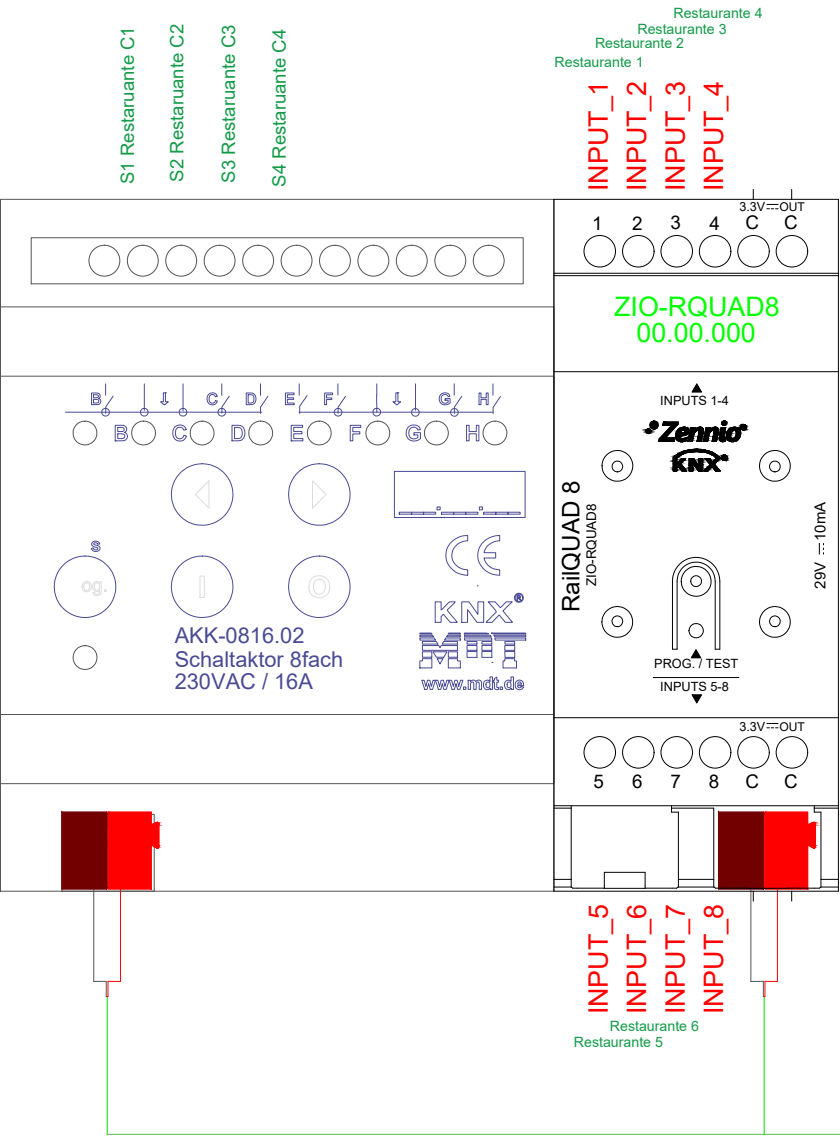 Restaurante 4
Restaurante 3
Restaurante 2
Restaurante 1
S1 Restaruante C1
S2 Restaruante C2
S3 Restaruante C3
S4 Restaruante C4
INPUT_1
INPUT_2
INPUT_3
INPUT_4
3.3V OUT
1 2 3 4 C C
ZIO-RQUAD8
00.00.000
B C D E F G H
B C D E F G H
INPUTS 1-4
Zennio
KNX
RailQUAD 8
ZIO-RQUAD8
29V 10mA
S
og.
I
O
CE
KNX®
MDT
www.mdt.de
AKK-0816.02
Schaltaktor 8fach
230VAC / 16A
PROG. / TEST
INPUTS 5-8
3.3V OUT
5 6 7 8 C C
INPUT_5
INPUT_6
INPUT_7
INPUT_8
Restaurante 6
Restaurante 5